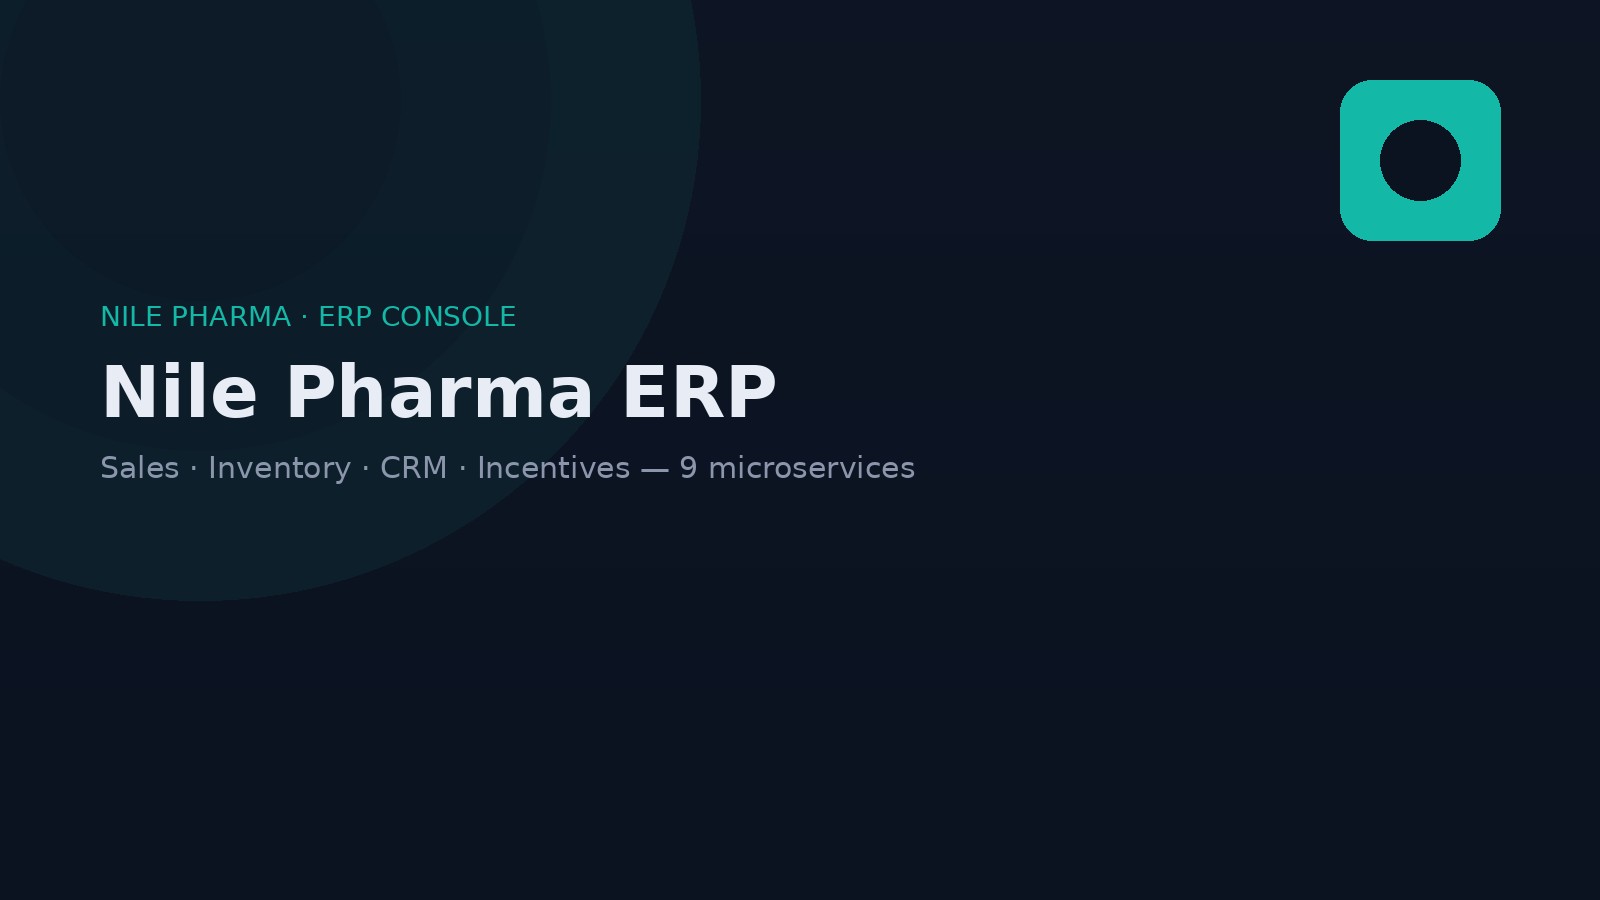 NILE PHARMA · ERP CONSOLE
Nile Pharma ERP
Sales · Inventory · CRM · Incentives — 9 microservices